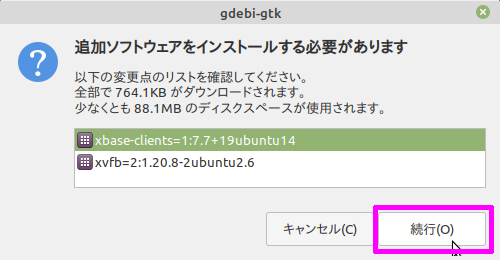 gdebi-gtk
追加ソフトウェアをインストールする必要があります
以下の変更点のリストを確認してください。
全部で 764.1KB がダウンロードされます。
少なくとも 88.1MB のディスクスペースが使用されます。
xbase-clients=1:7.7+19ubuntu14
xvfb=2:1.20.8-2ubuntu2.6
キャンセル(C)
続行(O)